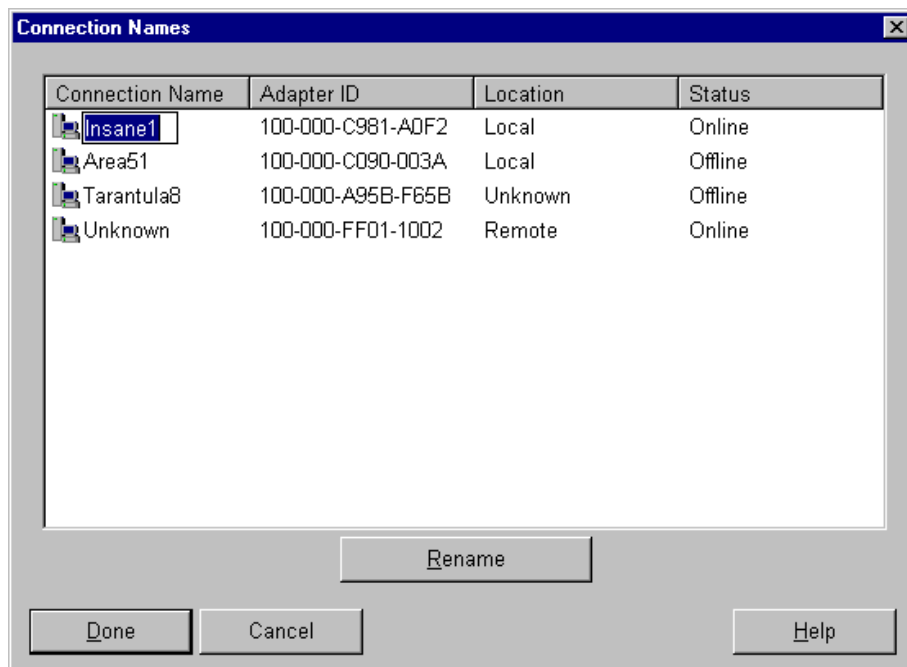 Connection Names
Connection Name Adapter ID Location Status
Insane1 100-000-C981-A0F2 Local Online
Area51 100-000-C090-003A Local Offline
Tarantula8 100-000-A95B-F65B Unknown Offline
Unknown 100-000-FF01-1002 Remote Online
Rename
Done Cancel Help